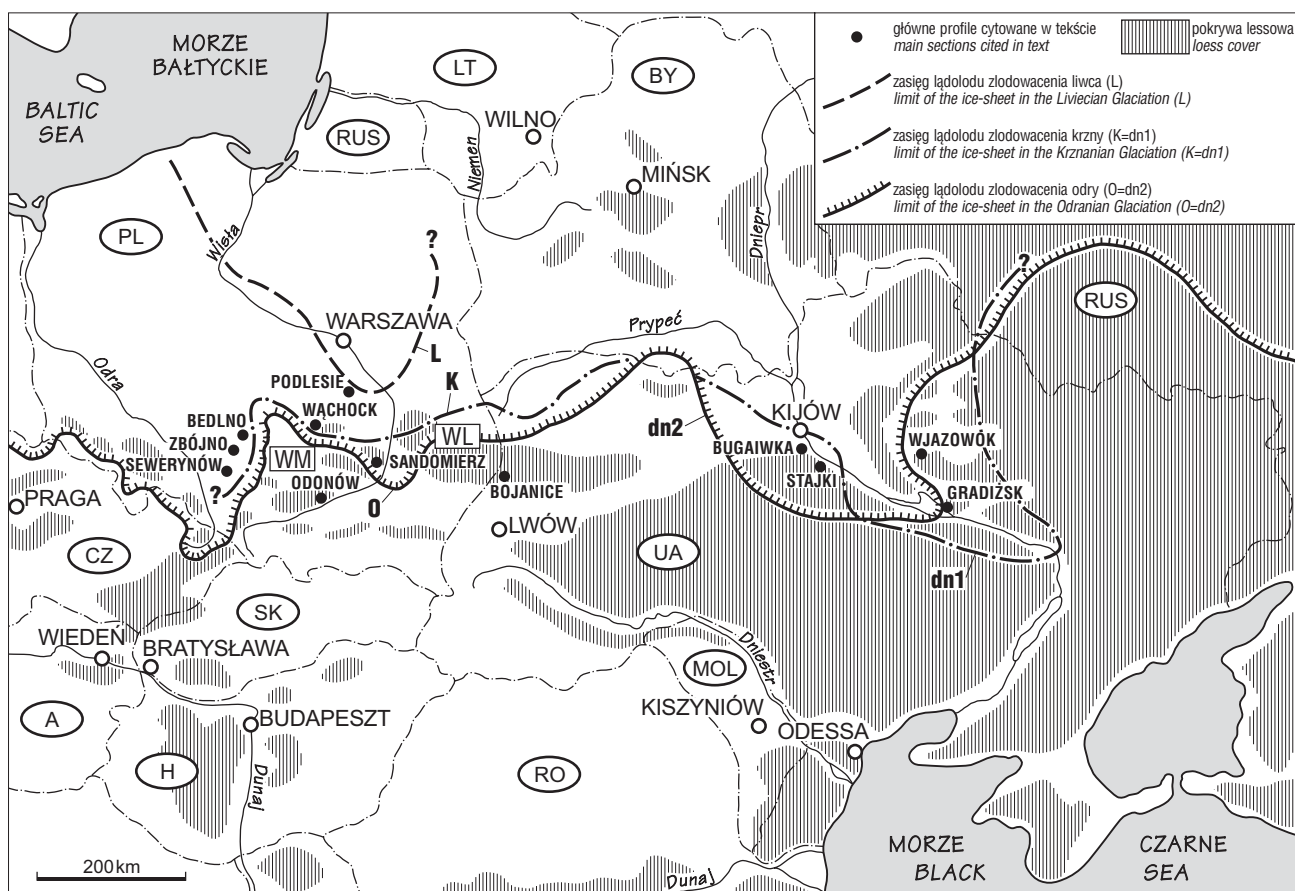 MORZE
BAŁTYCKIE
BALTIC
SEA
LT
BY
WILNO
RUS
Niemen
MIŃSK
Dniepr
PL
Wisła
?
WARSZAWA
L
Prypeć
Odra
PODLESIE
K
WĄCHOCK
BEDLNO
ZBÓJNO
SEWERYNÓW
WM
WL
SANDOMIERZ
ODONÓW
?
O
BOJANICE
PRAGA
LWÓW
CZ
UA
dn2
KIJÓW
BUGAIWKA
STAJKI
WJAZOWÓK
GRADIŻSK
dn1
?
RUS
SK
WIEDEŃ
BRATYSŁAWA
A
BUDAPESZT
H
Dunaj
RO
MOL
Dniestr
KISZYNIÓW
ODESSA
Dunaj
MORZE
BLACK
CZARNE
SEA
200 km
główne profile cytowane w tekście
main sections cited in text
pokrywa lessowa
loess cover
zasięg lądolodu zlodowacenia liwca (L)
limit of the ice-sheet in the Liviecian Glaciation (L)
zasięg lądolodu zlodowacenia krzny (K=dn1)
limit of the ice-sheet in the Krznanian Glaciation (K=dn1)
zasięg lądolodu zlodowacenia odry (O=dn2)
limit of the ice-sheet in the Odranian Glaciation (O=dn2)